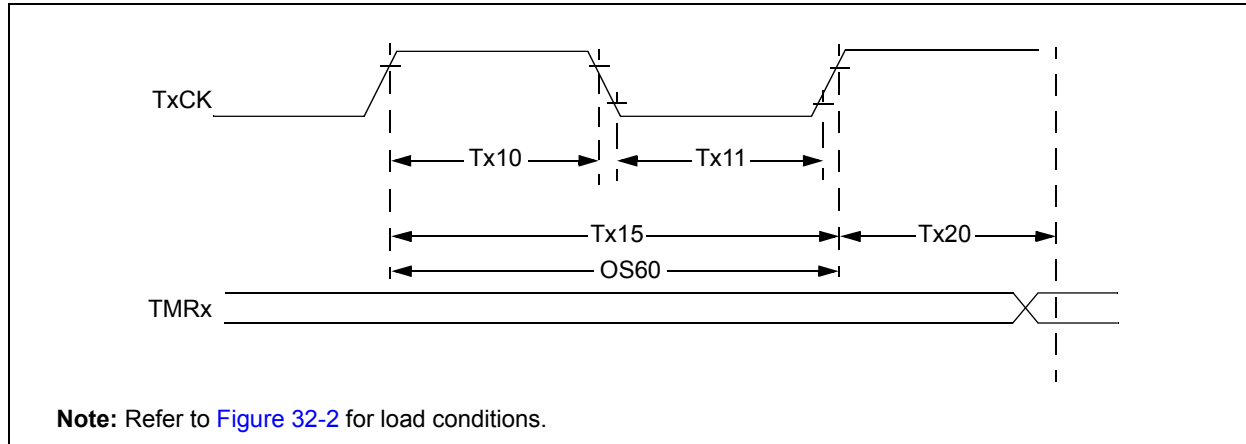 TxCK
Tx10 Tx11
Tx15 Tx20
OS60
TMRx
Note: Refer to Figure 32-2 for load conditions.